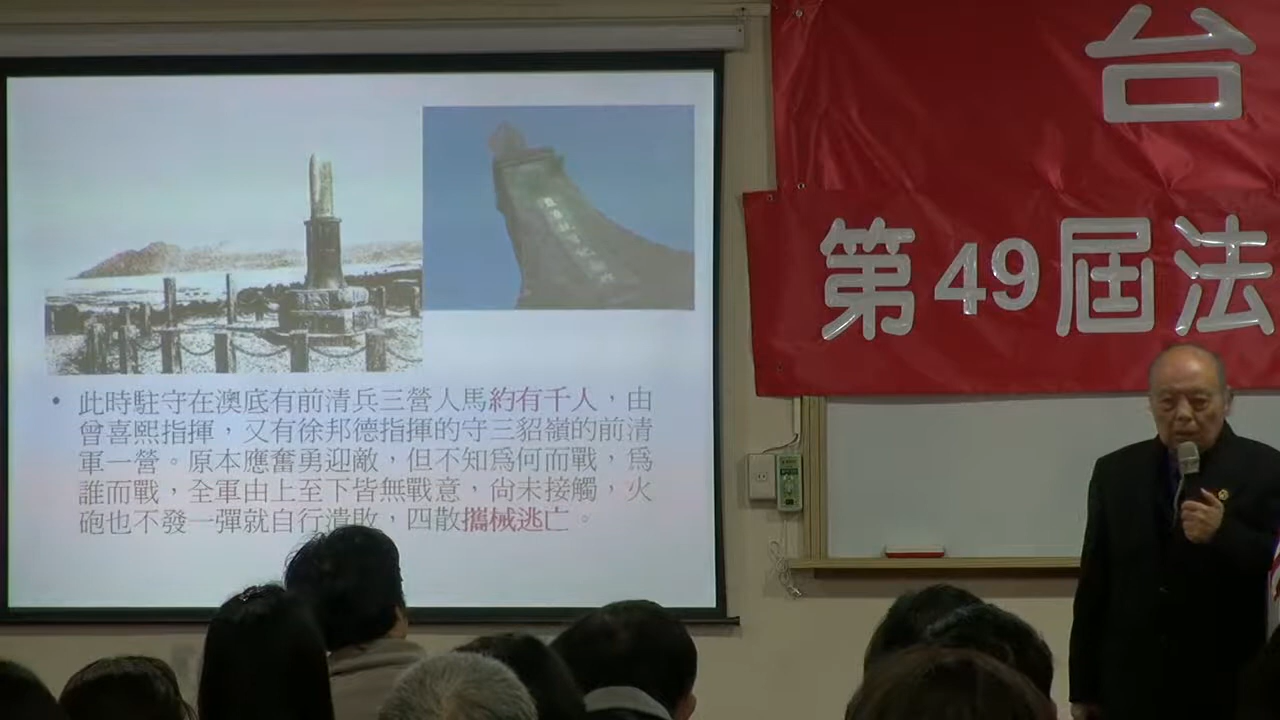 台
第49屆法
• 此時駐守在澳底有前清兵三營人馬約有千人，由
曾喜熙指揮，又有徐邦德指揮的守三貂嶺的前清
軍一營。原本應奮勇迎敵，但不知為何而戰，為
誰而戰，全軍由上至下皆無戰意，尚未接觸，火
砲也不發一彈就自行潰敗，四散攜械逃亡。